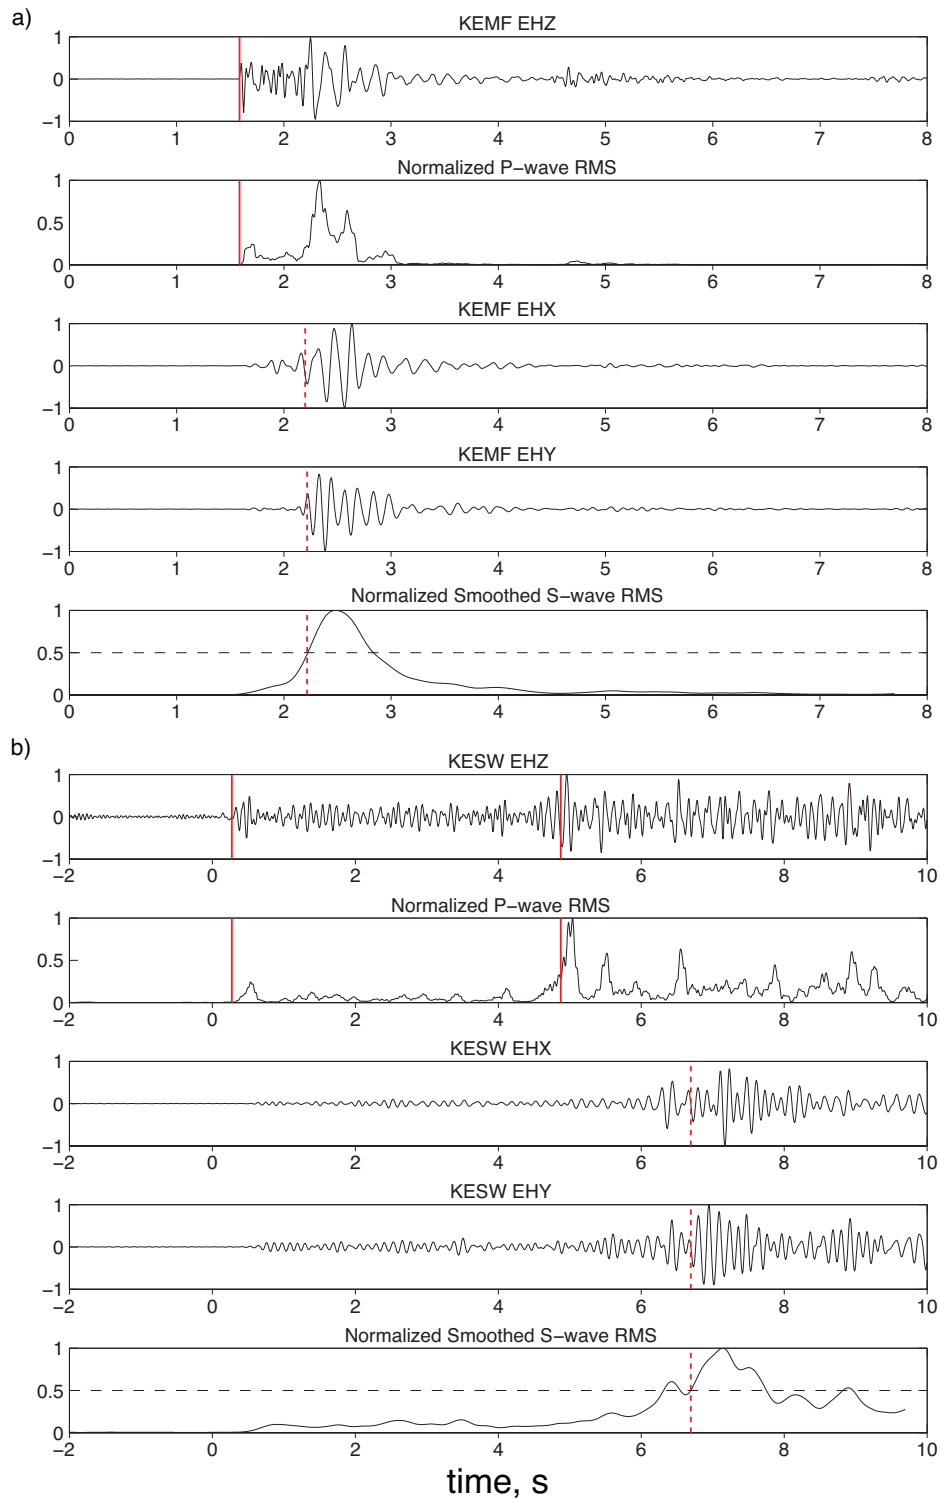 a)
KEMF EHZ
1
0
−1
0 1 2 3 4 5 6 7 8
Normalized P−wave RMS
1
0.5
0
0 1 2 3 4 5 6 7 8
KEMF EHX
1
0
−1
0 1 2 3 4 5 6 7 8
KEMF EHY
1
0
−1
0 1 2 3 4 5 6 7 8
Normalized Smoothed S−wave RMS
1
0.5
0
0 1 2 3 4 5 6 7 8
b)
KESW EHZ
1
0
−1
−2 0 2 4 6 8 10
Normalized P−wave RMS
1
0.5
0
−2 0 2 4 6 8 10
KESW EHX
1
0
−1
−2 0 2 4 6 8 10
KESW EHY
1
0
−1
−2 0 2 4 6 8 10
Normalized Smoothed S−wave RMS
1
0.5
0
−2 0 2 4 6 8 10
time, s